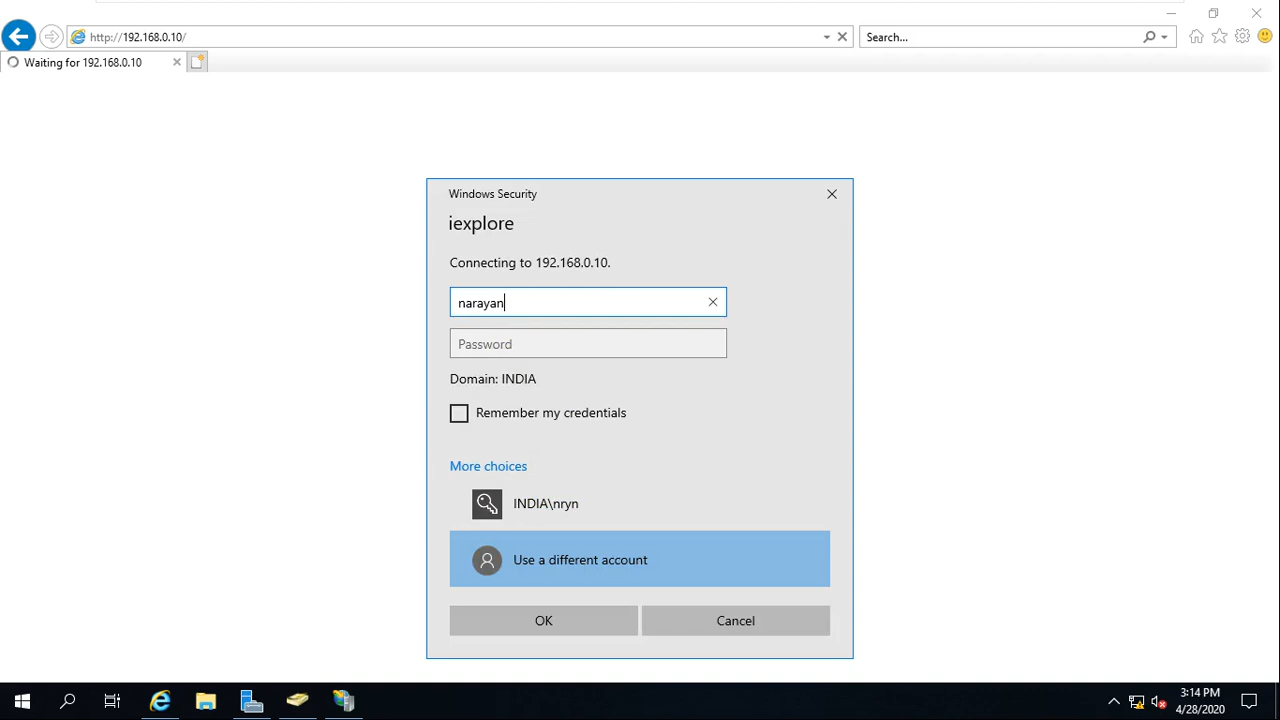 http://192.168.0.10/
Search...
Waiting for 192.168.0.10
Windows Security
iexplore
Connecting to 192.168.0.10.
narayan
Password
Domain: INDIA
Remember my credentials
More choices
INDIA\nryn
Use a different account
OK Cancel
3:14 PM
4/28/2020